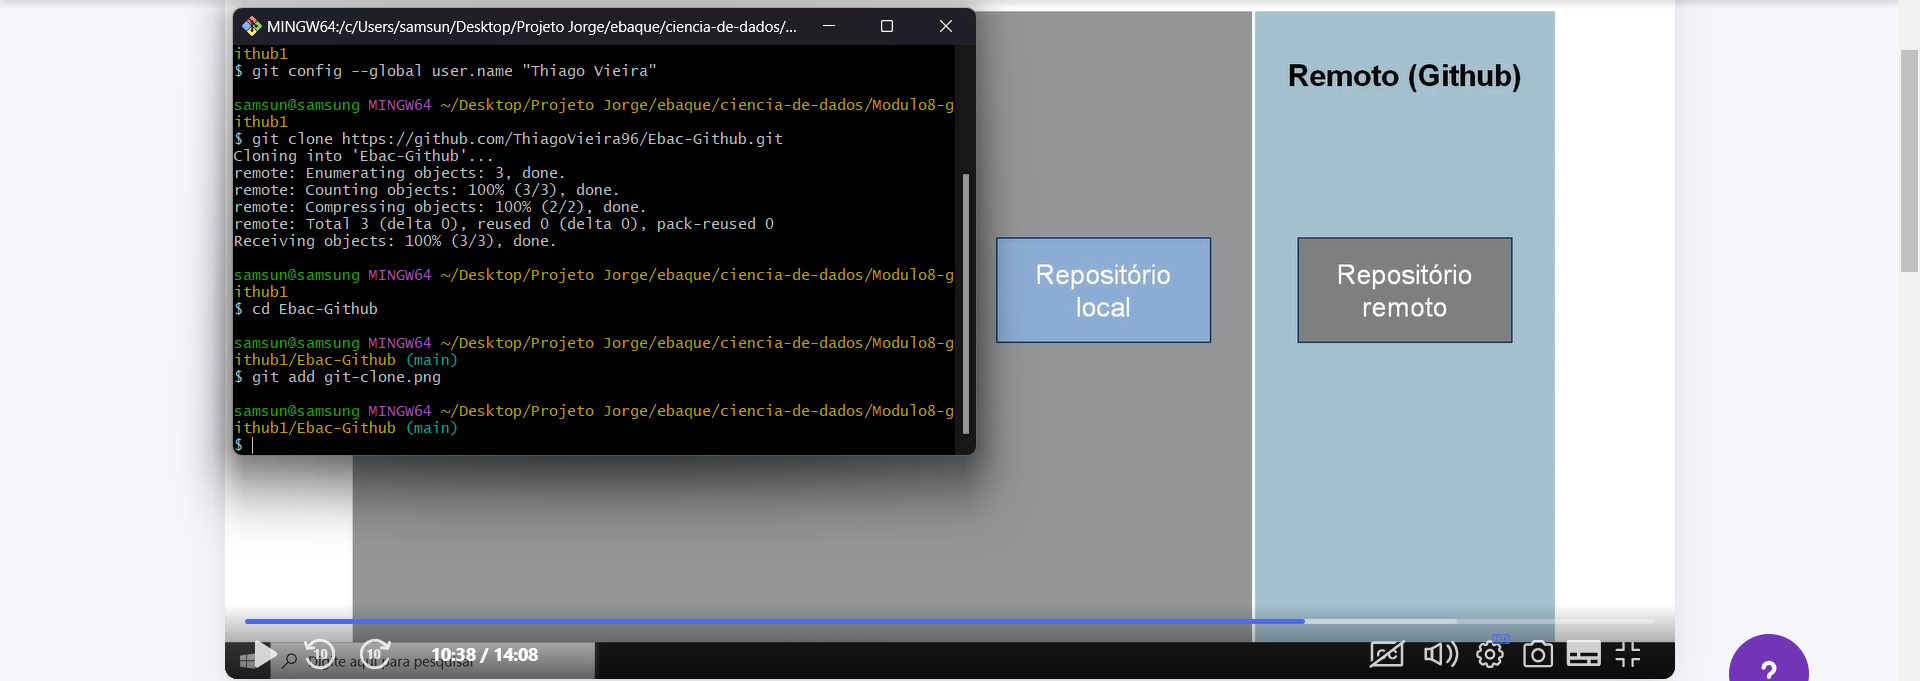 MINGW64:/c/Users/samsun/Desktop/Projeto Jorge/ebaque/ciencia-de-dados/...
ithub1
$ git config --global user.name "Thiago Vieira"
samsun@samsung MINGW64 ~/Desktop/Projeto Jorge/ebaque/ciencia-de-dados/Modulo8-g
ithub1
$ git clone https://github.com/ThiagoVieira96/Ebac-Github.git
Cloning into 'Ebac-Github'...
remote: Enumerating objects: 3, done.
remote: Counting objects: 100% (3/3), done.
remote: Compressing objects: 100% (2/2), done.
remote: Total 3 (delta 0), reused 0 (delta 0), pack-reused 0
Receiving objects: 100% (3/3), done.
samsun@samsung MINGW64 ~/Desktop/Projeto Jorge/ebaque/ciencia-de-dados/Modulo8-g
ithub1
$ cd Ebac-Github
samsun@samsung MINGW64 ~/Desktop/Projeto Jorge/ebaque/ciencia-de-dados/Modulo8-g
ithub1/Ebac-Github (main)
$ git add git-clone.png
samsun@samsung MINGW64 ~/Desktop/Projeto Jorge/ebaque/ciencia-de-dados/Modulo8-g
ithub1/Ebac-Github (main)
$
Remoto (Github)
Repositório
local
Repositório
remoto
10
10
Digite aqui para pesquisar
10:38 / 14:08
CC
?